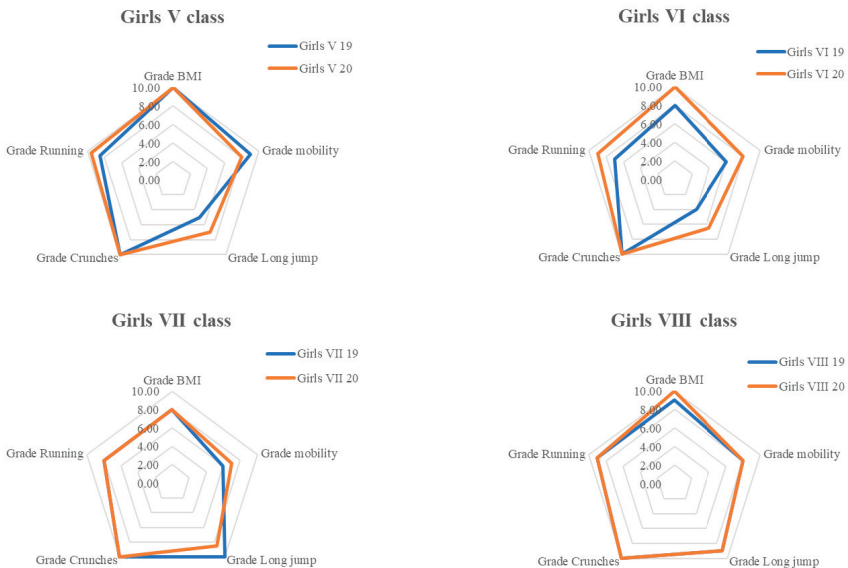 Girls V class
Girls V 19
Girls V 20
Grade BMI
10.00
8.00
6.00
4.00
2.00
0.00
Grade Running
Grade mobility
Grade Crunches
Grade Long jump
Girls VI class
Girls VI 19
Girls VI 20
Grade BMI
10.00
8.00
6.00
4.00
2.00
0.00
Grade Running
Grade mobility
Grade Crunches
Grade Long jump
Girls VII class
Girls VII 19
Girls VII 20
Grade BMI
10.00
8.00
6.00
4.00
2.00
0.00
Grade Running
Grade mobility
Grade Crunches
Grade Long jump
Girls VIII class
Girls VIII 19
Girls VIII 20
Grade BMI
10.00
8.00
6.00
4.00
2.00
0.00
Grade Running
Grade mobility
Grade Crunches
Grade Long jump